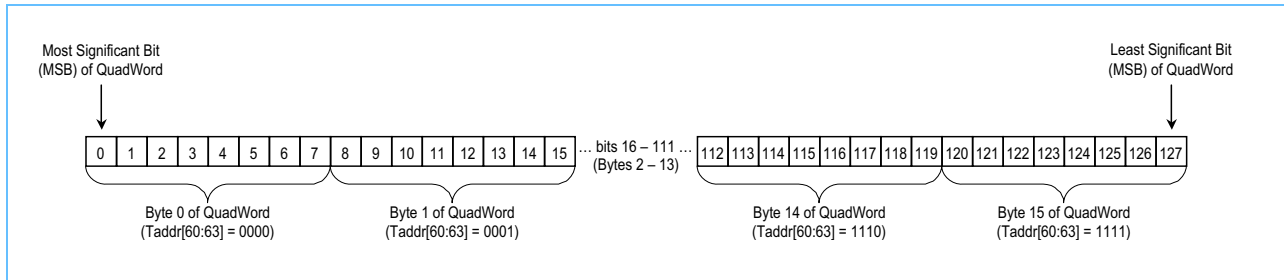 Most Significant Bit
(MSB) of QuadWord
Least Significant Bit
(MSB) of QuadWord
0 1 2 3 4 5 6 7 8 9 10 11 12 13 14 15 ... bits 16 – 111 ... 112 113 114 115 116 117 118 119 120 121 122 123 124 125 126 127
(Bytes 2 – 13)
Byte 0 of QuadWord
(Taddr[60:63] = 0000)
Byte 1 of QuadWord
(Taddr[60:63] = 0001)
Byte 14 of QuadWord
(Taddr[60:63] = 1110)
Byte 15 of QuadWord
(Taddr[60:63] = 1111)